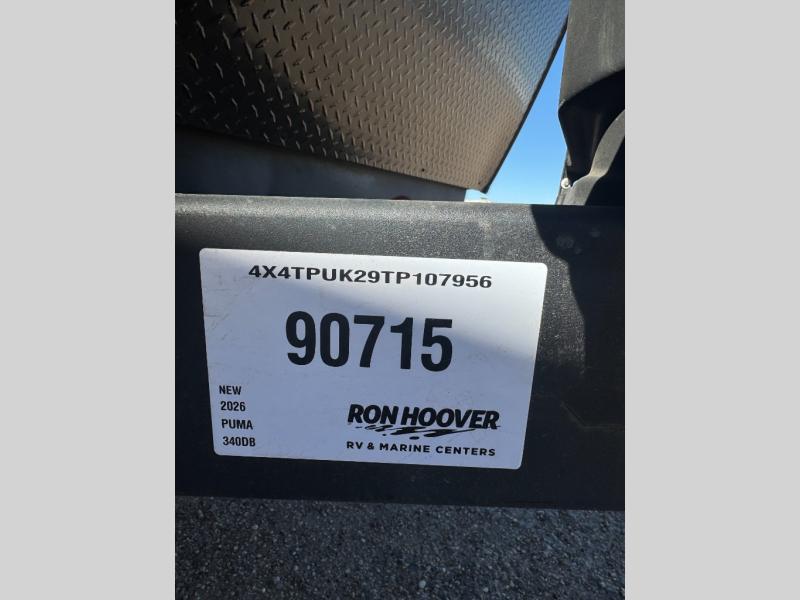 4X4TPUK29TP107956
90715
NEW
2026
PUMA
340DB
RON HOOVER
RV & MARINE CENTERS